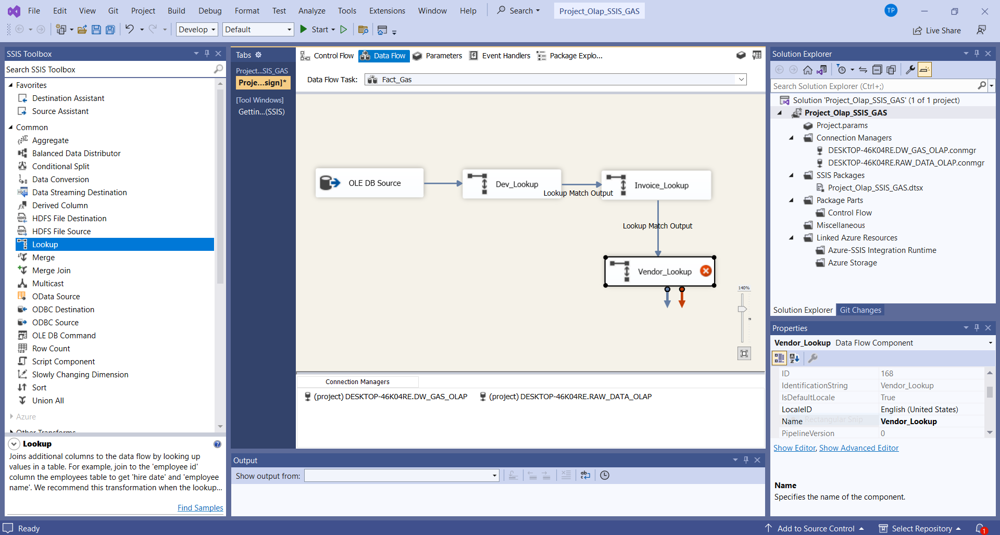 File Edit View Git Project Build Debug Format Test Analyze Tools Extensions Window Help Search Project_Olap_SSIS_GAS TP
Develop Default Start Live Share
SSIS Toolbox
Search SSIS Toolbox
Favorites
Destination Assistant
Source Assistant
Common
Aggregate
Balanced Data Distributor
Conditional Split
Data Conversion
Data Streaming Destination
Derived Column
HDFS File Destination
HDFS File Source
Lookup
Merge
Merge Join
Multicast
OData Source
ODBC Destination
ODBC Source
OLE DB Command
Row Count
Script Component
Slowly Changing Dimension
Sort
Union All
Azure
Other Transforms
Lookup
Joins additional columns to the data flow by looking up
values in a table. For example, join to the 'employee id'
column the employees table to get 'hire date' and 'employee
name'. We recommend this transformation when the lookup...
Find Samples
Tabs
Project...SIS_GAS
Proje...sign]*
[Tool Windows]
Gettin...(SSIS)
Control Flow Data Flow Parameters Event Handlers Package Explo...
Data Flow Task: Fact_Gas
OLE DB Source
Dev_Lookup
Lookup Match Output
Invoice_Lookup
Lookup Match Output
Vendor_Lookup
140%
Connection Managers
(project) DESKTOP-46K04RE.DW_GAS_OLAP (project) DESKTOP-46K04RE.RAW_DATA_OLAP
Output
Show output from:
Solution Explorer
Search Solution Explorer (Ctrl+;)
Solution 'Project_Olap_SSIS_GAS' (1 of 1 project)
Project_Olap_SSIS_GAS
Project.params
Connection Managers
DESKTOP-46K04RE.DW_GAS_OLAP.conmgr
DESKTOP-46K04RE.RAW_DATA_OLAP.conmgr
SSIS Packages
Project_Olap_SSIS_GAS.dtsx
Package Parts
Control Flow
Miscellaneous
Linked Azure Resources
Azure-SSIS Integration Runtime
Azure Storage
Solution Explorer Git Changes
Properties
Vendor_Lookup Data Flow Component
ID 168
IdentificationString Vendor_Lookup
IsDefaultLocale True
LocaleID English (United States)
Name Rectangular Snip Vendor_Lookup
PipelineVersion 0
Show Editor, Show Advanced Editor
Name
Specifies the name of the component.
Ready Add to Source Control Select Repository 1